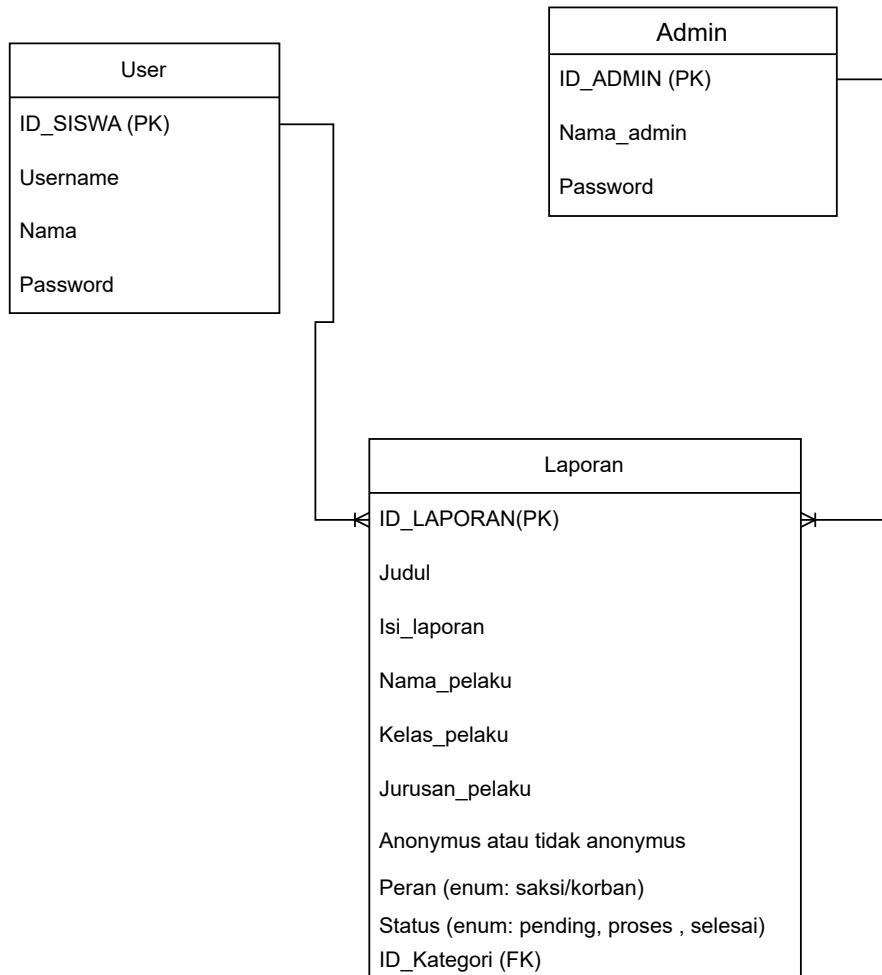 User
ID_SISWA (PK)
Username
Nama
Password
Admin
ID_ADMIN (PK)
Nama_admin
Password
Laporan
ID_LAPORAN(PK)
Judul
Isi_laporan
Nama_pelaku
Kelas_pelaku
Jurusan_pelaku
Anonymus atau tidak anonymus
Peran (enum: saksi/korban)
Status (enum: pending, proses , selesai)
ID_Kategori (FK)